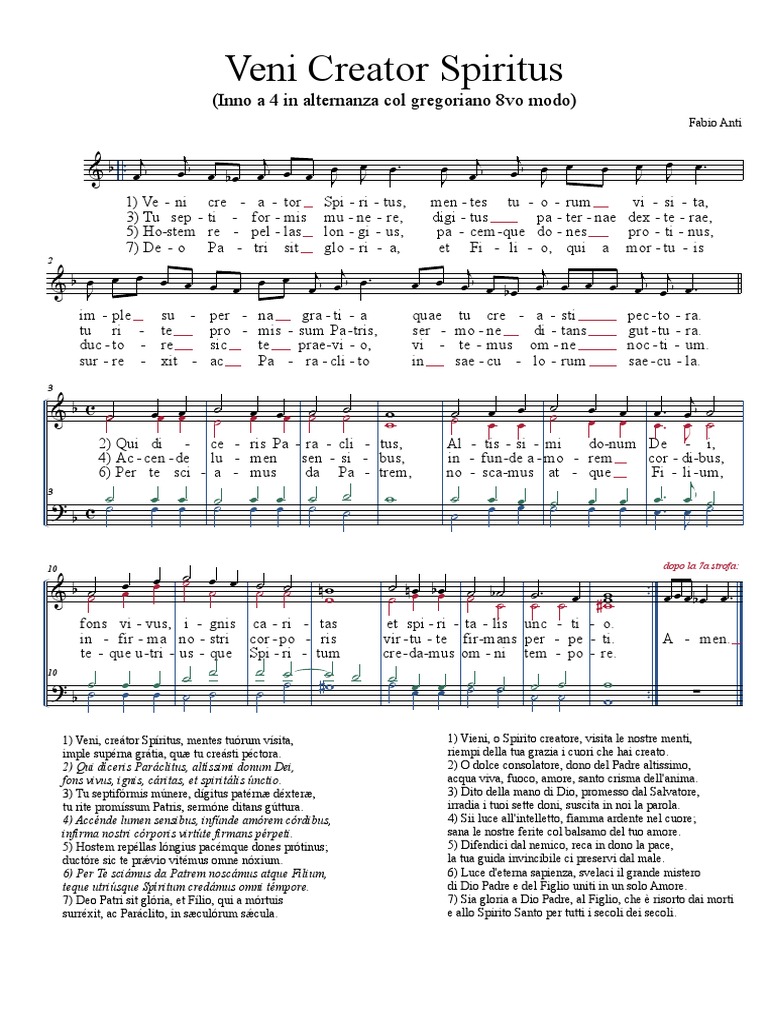 Veni Creator Spiritus
(Inno a 4 in alternanza col gregoriano 8vo modo)
Fabio Anti
1) Ve - ni cre - a - tor_ Spi - ri - tus, men - tes tu - o - rum__ vi - si - ta,
3) Tu sep - ti - for - mis mu - ne - re, digi - tus____ pa - ter - nae dex - te - rae,
5) Ho - stem re - pel - las_ lon - gi - us, pa - cem - que do - nes__ pro - ti - nus,
7) De - o Pa - tri sit_ glo - ri - a, et Fi - li - o, qui a mor - tu - is
2
im - ple__ su - per - na__ gra - ti - a quae tu cre - a - sti____ pec - to - ra.
tu ri - te__ pro - mis - sum Pa - tris, ser - mo - ne__ di - tans____ gut - tu - ra.
duc - to - re__ sic__ te prae - vi - o, vi - te - mus om - ne____ noc - ti - um.
sur - re - xit - ac__ Pa - ra - cli - to in__ sae - cu - lo - rum____ sae - cu - la.
3
2) Qui di - ce - ris Pa - ra - cli - tus, Al - tis - si - mi do - num De - i,
4) Ac - cen - de lu - men sen - si - bus, in - fun - de a - mo - rem__ cor - di - bus,
6) Per te sci - a - mus da Pa - trem, no - sca - mus at - que__ Fi - li - um,
3
10
dopo la 7a strofa:
fons vi - vus, i - gnis ca - ri - tas et spi - ri - ta - lis unc - ti - o.
in - fir - ma no - stri cor - po - ris vir - tu - te fir - mans per - pe - ti. A - men._
te - que u - tri - us - que Spi - ri - tum cre - da - mus om - ni tem - po - re.
10
1) Veni, creátor Spíritus, mentes tuórum vísita,
imple supérna grátia, quæ tu creásti péctora.
2) Qui díceris Paráclitus, altíssimi donum Dei,
fons vivus, ignis, cáritas, et spiritális únctio.
3) Tu septifórmis múnere, dígitus patérnæ déxteræ,
tu rite promíssum Patris, sermóne ditans gúttura.
4) Accénde lumen sensibus, infúnde amórem córdibus,
infírma nostri córporis virtúte firmans pérpeti.
5) Hostem repéllas lóngius pacémque dones prótinus;
ductóre sic te prævio vitémus omne nóxium.
6) Per Te sciámus da Patrem noscámus atque Fílium,
teque utriúsque Spíritum credámus omni témpore.
7) Deo Patri sit glória, et Fílio, qui a mórtuis
surréxit, ac Paráclito, in sæculórum sǽcula.
1) Vieni, o Spirito creatore, visita le nostre menti,
riempi della tua grazia i cuori che hai creato.
2) O dolce consolatore, dono del Padre altissimo,
acqua viva, fuoco, amore, santo crisma dell'anima.
3) Dito della mano di Dio, promesso dal Salvatore,
irradia i tuoi sette doni, suscita in noi la parola.
4) Sii luce all'intelletto, fiamma ardente nel cuore;
sana le nostre ferite col balsamo del tuo amore.
5) Difendici dal nemico, reca in dono la pace,
la tua guida invincibile ci preservi dal male.
6) Luce d'eterna sapienza, svelaci il grande mistero
di Dio Padre e del Figlio uniti in un solo Amore.
7) Sia gloria a Dio Padre, al Figlio, che è risorto dai morti
e allo Spirito Santo per tutti i secoli dei secoli.